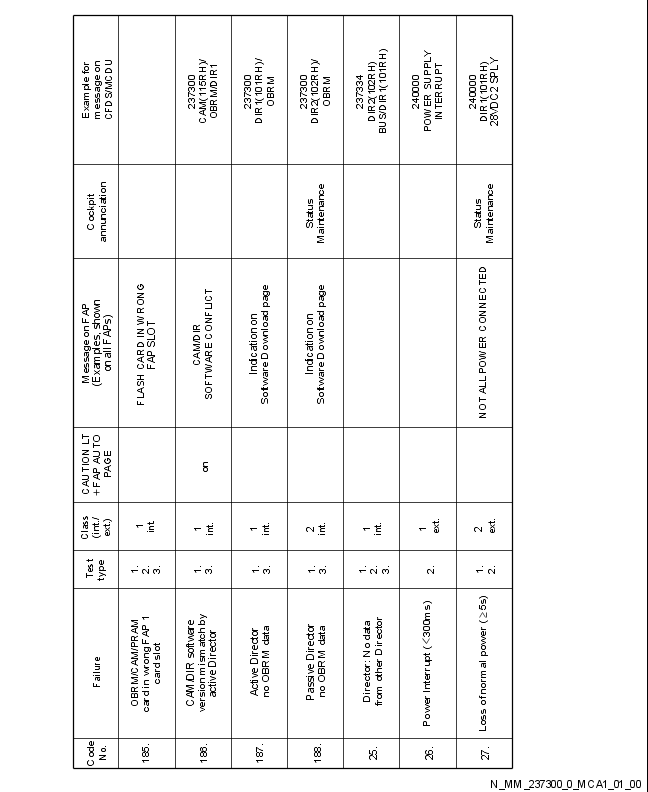 Code
No.
Failure
Test
type
Class
(int./
ext.)
CAUTION LT
+ FAP AUTO
PAGE
Message on FAP
(Examples, shown
on all FAPs)
Cockpit
annunciation
Example for
message on
CFDS/MCDU
185.
OBRM/CAM/PRAM
card in wrong FAP 1
card slot
1.
2.
3.
1
int.
FLASH CARD IN WRONG
FAP SLOT
186.
CAM/DIR software
version mismatch by
active Director
1.
3.
1
int.
on
CAM/DIR
SOFTWARE CONFLICT
237300
CAM(115RH)/
OBRM/DIR1
187.
Active Director
no OBRM data
1.
3.
1
int.
Indication on
Software Download page
237300
DIR1(101RH)/
OBRM
188.
Passive Director
no OBRM data
1.
3.
2
int.
Indication on
Software Download page
Status
Maintenance
237300
DIR2(102RH)/
OBRM
25.
Director: No data
from other Director
1.
2.
3.
1
int.
237334
DIR2(102RH)
BUS/DIR1(101RH)
26.
Power Interrupt (<300ms)
2.
1
ext.
240000
POWER SUPPLY
INTERRUPT
27.
Loss of normal power (≥5s)
1.
2.
2
ext.
NOT ALL POWER CONNECTED
Status
Maintenance
240000
DIR1(101RH)
28VDC2 SPLY
N_MM_237300_0_MCA1_01_00